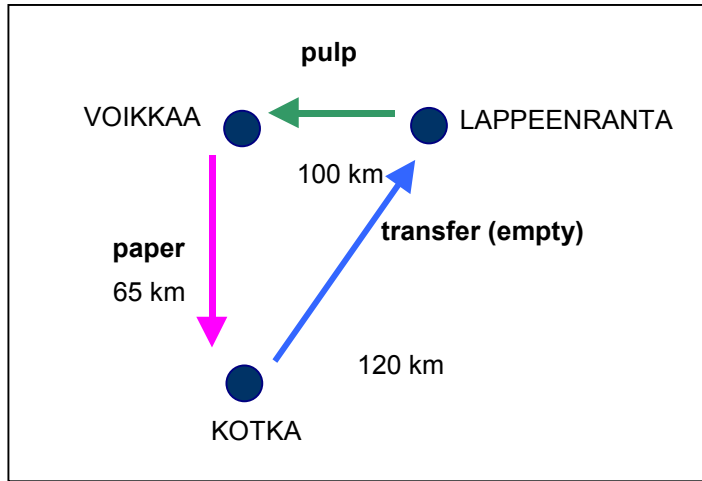 pulp
VOIKKAA
LAPPEENRANTA
100 km
transfer (empty)
paper
65 km
120 km
KOTKA